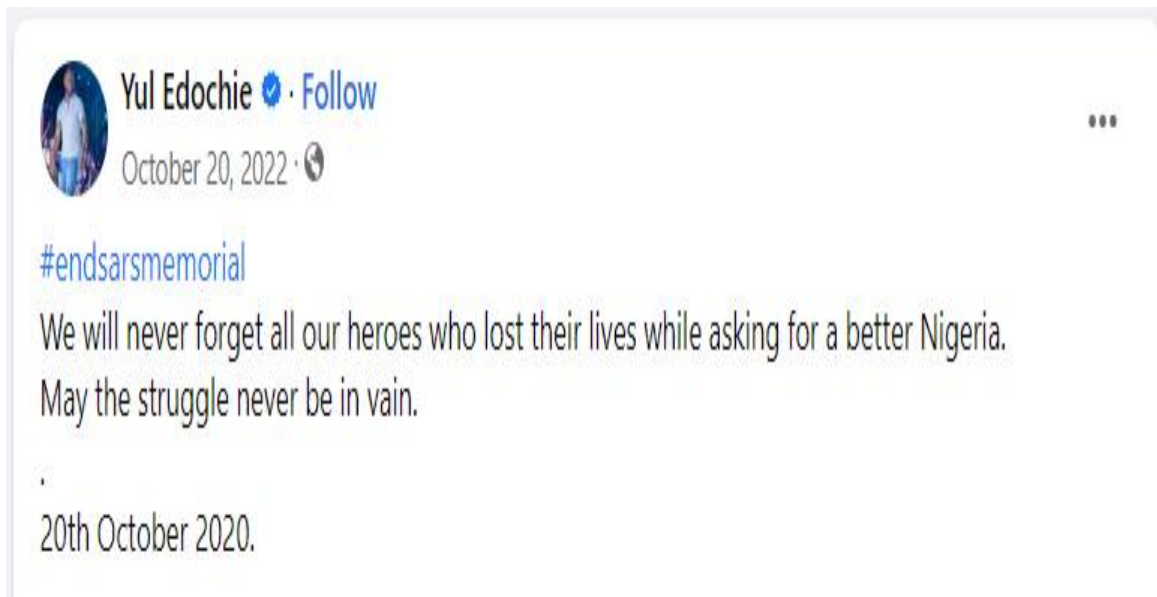 Yul Edochie · Follow
October 20, 2022 ·
#endsarsmemorial
We will never forget all our heroes who lost their lives while asking for a better Nigeria.
May the struggle never be in vain.
.
20th October 2020.